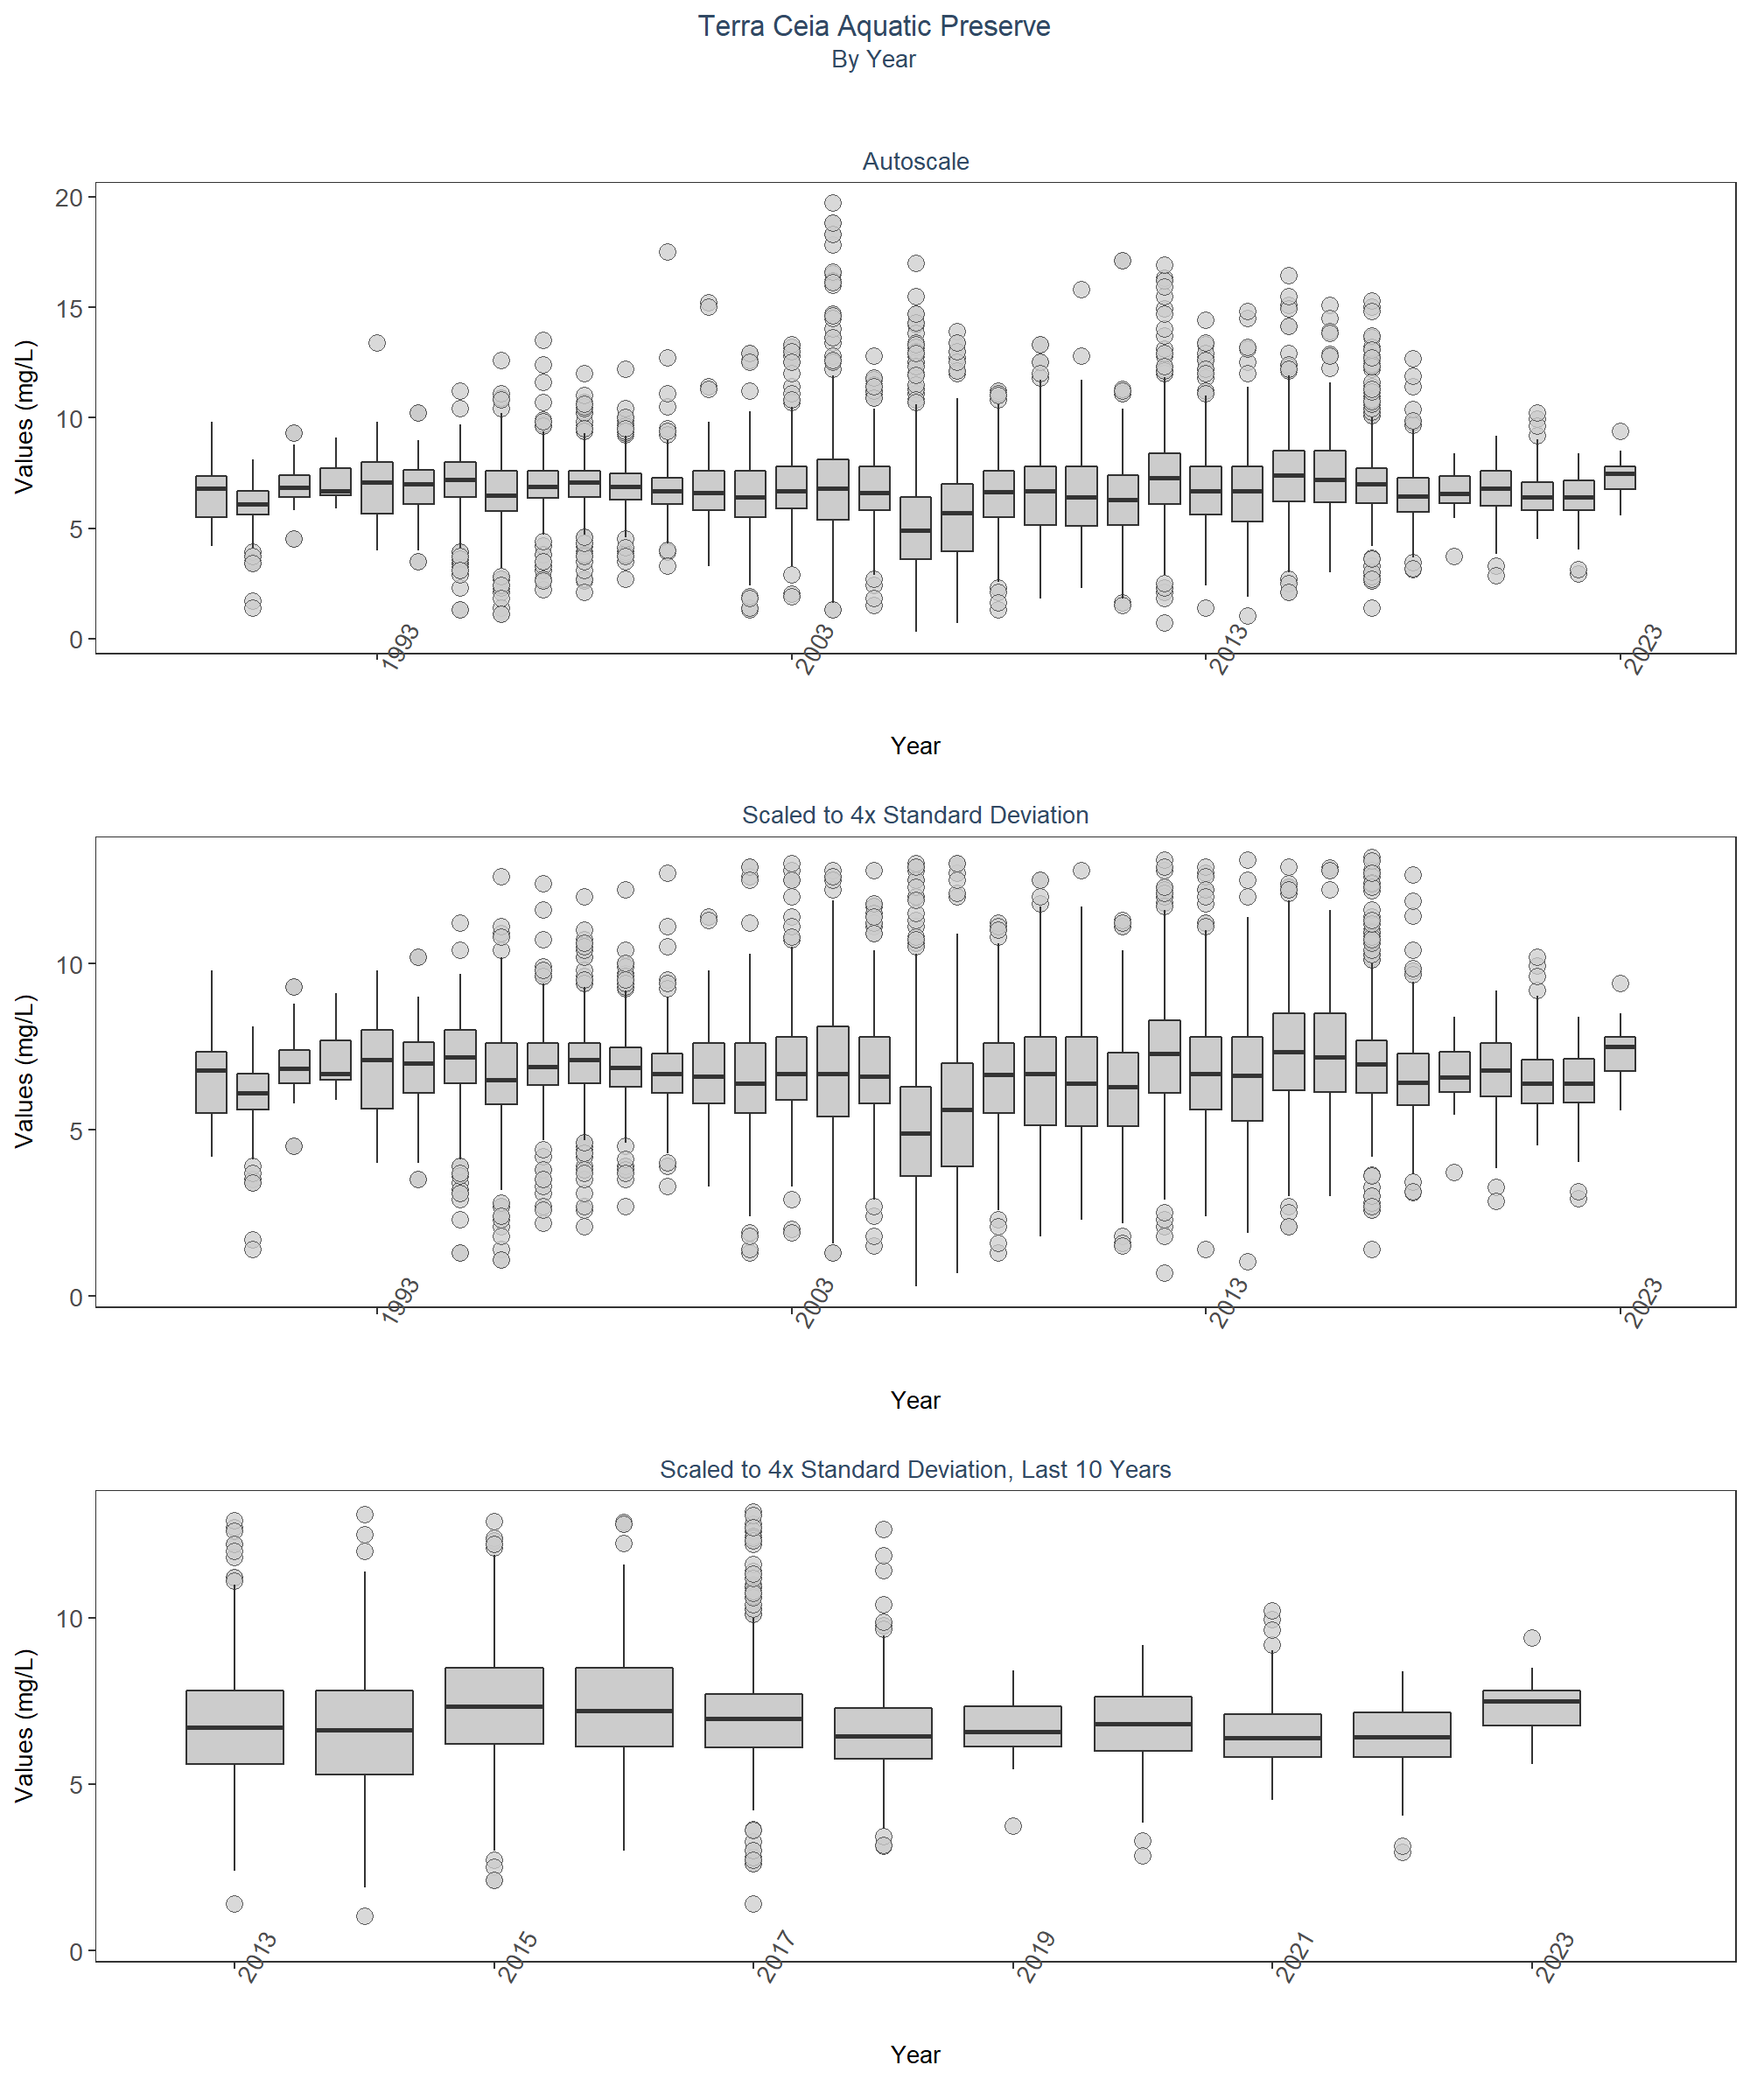 Terra Ceia Aquatic Preserve
By Year
Autoscale
Values (mg/L)
20
15
10
5
0
1993
2003
2013
2023
Year
Scaled to 4x Standard Deviation
Values (mg/L)
10
5
0
1993
2003
2013
2023
Year
Scaled to 4x Standard Deviation, Last 10 Years
Values (mg/L)
10
5
0
2013
2015
2017
2019
2021
2023
Year